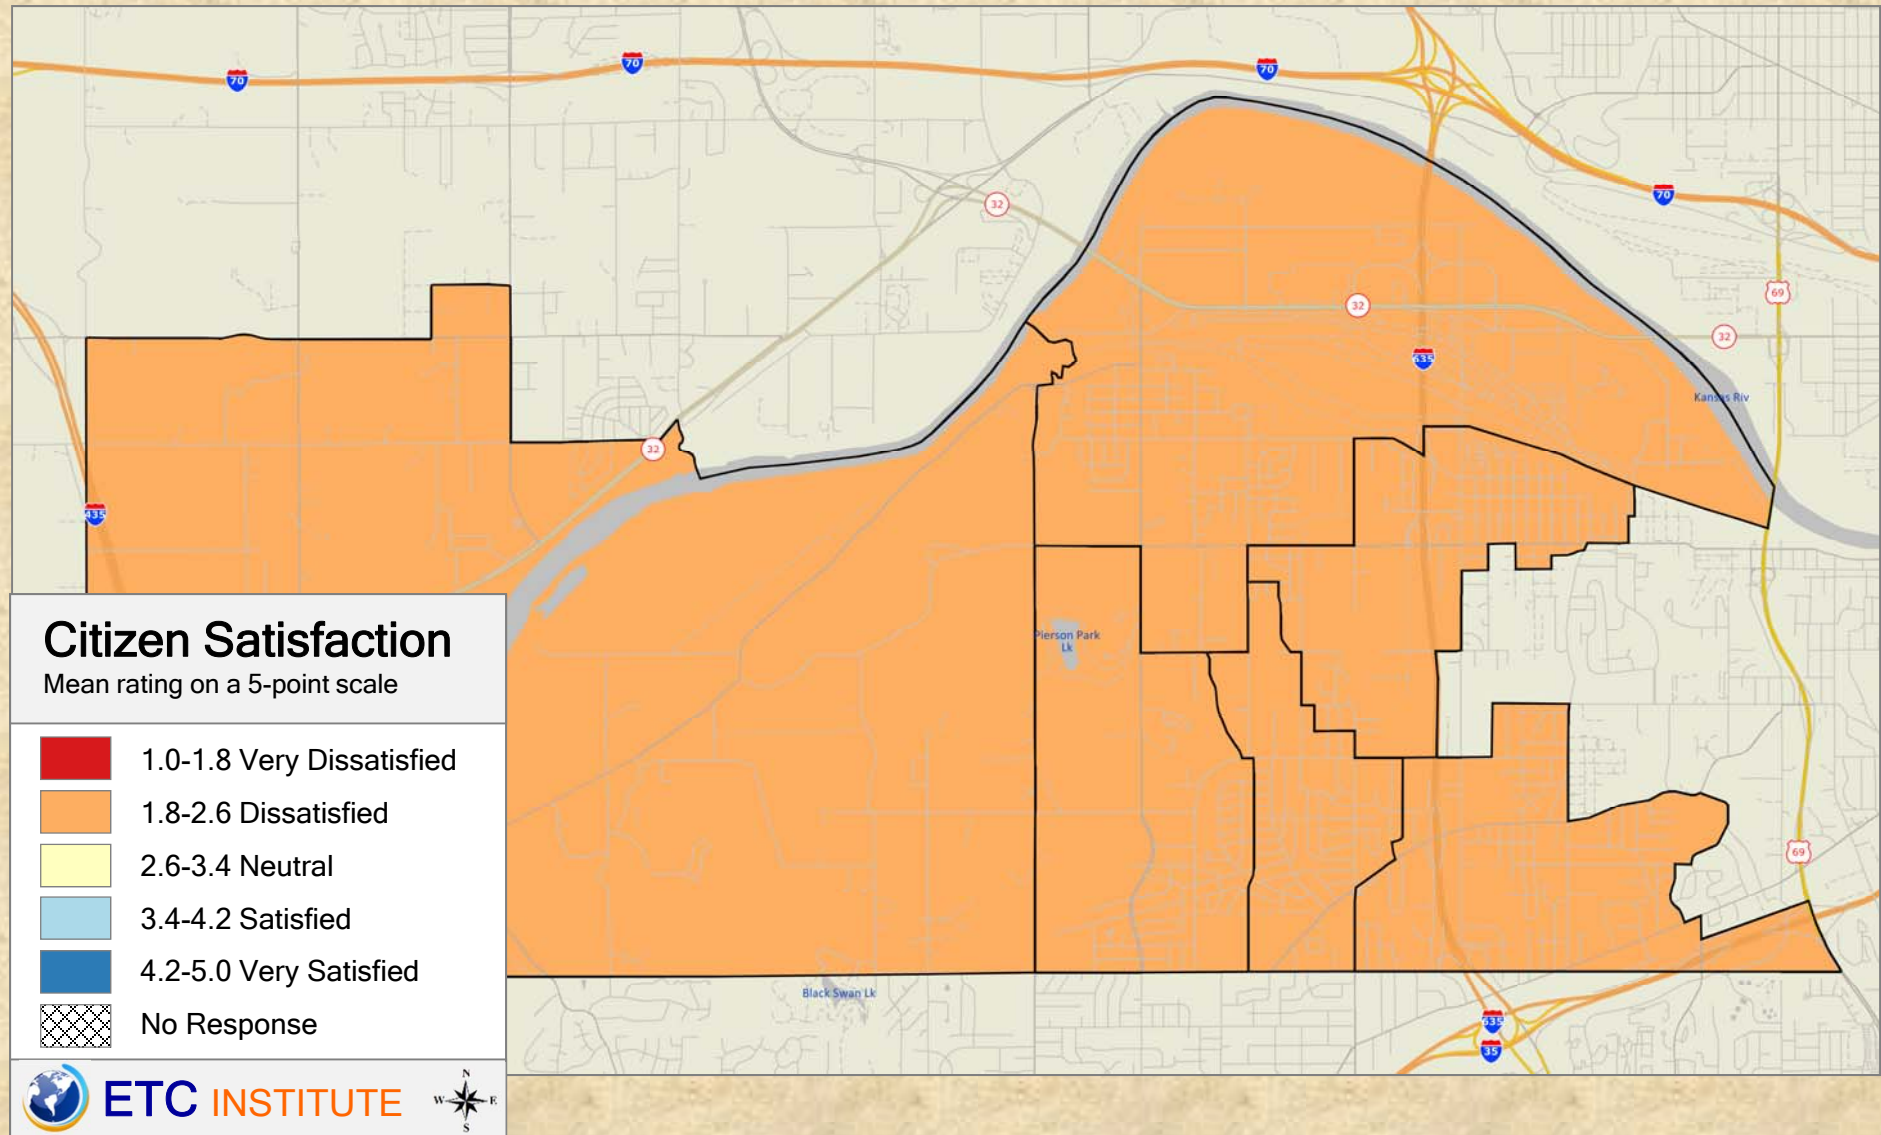 70
70
70
70
32
69
32
32
635
Kansas Riv
32
435
Citizen Satisfaction
Mean rating on a 5-point scale
Pierson Park
Lk
1.0-1.8 Very Dissatisfied
1.8-2.6 Dissatisfied
2.6-3.4 Neutral
69
3.4-4.2 Satisfied
4.2-5.0 Very Satisfied
Black Swan Lk
No Response
635
35
ETC INSTITUTE
N
W E
S